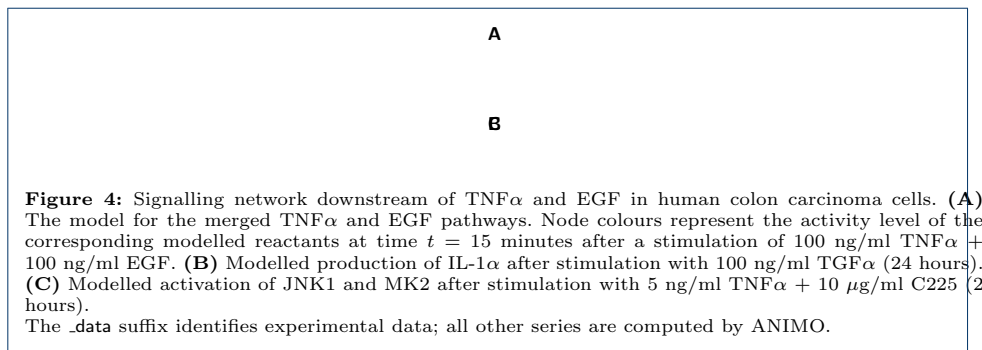 A
B
Figure 4: Signalling network downstream of TNFα and EGF in human colon carcinoma cells. (A)
The model for the merged TNFα and EGF pathways. Node colours represent the activity level of the
corresponding modelled reactants at time t = 15 minutes after a stimulation of 100 ng/ml TNFα +
100 ng/ml EGF. (B) Modelled production of IL-1α after stimulation with 100 ng/ml TGFα (24 hours).
(C) Modelled activation of JNK1 and MK2 after stimulation with 5 ng/ml TNFα + 10 μg/ml C225 (2
hours).
The _data suffix identifies experimental data; all other series are computed by ANIMO.